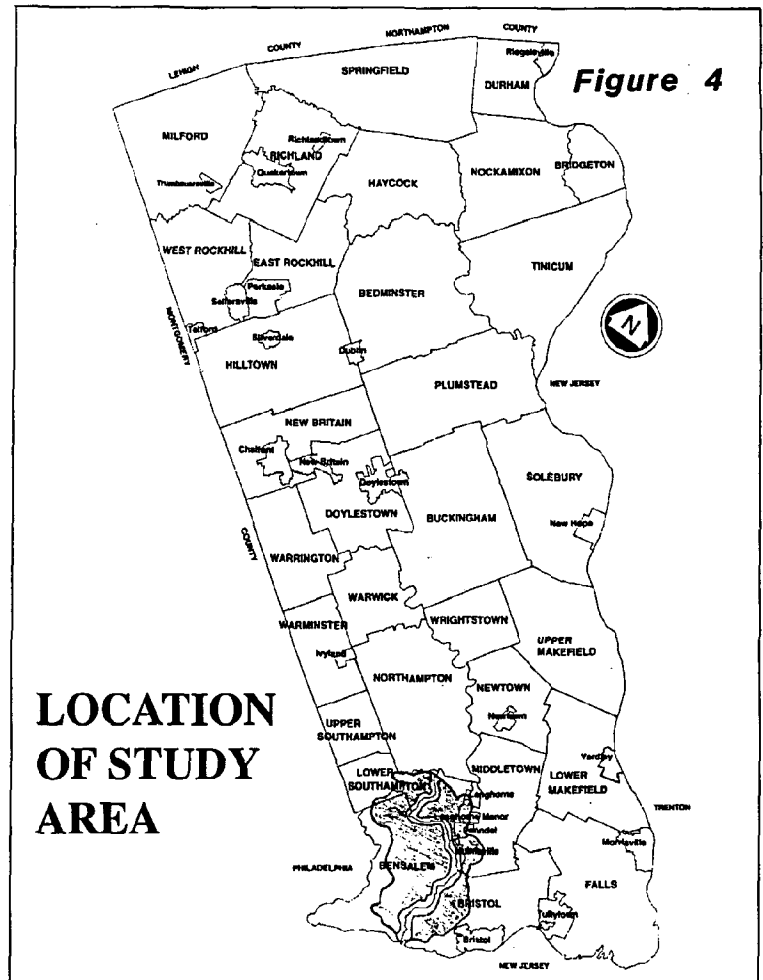 NORTHAMPTON
COUNTY
COUNTY
LEHIGH
Riegelsville
SPRINGFIELD
DURHAM
Figure 4
MILFORD
Richlandtown
RICHLAND
Quakertown
NOCKAMIXON
BRIDGETON
HAYCOCK
Trumbauersville
WEST ROCKHILL
EAST ROCKHILL
TINICUM
Perkasie
BEDMINSTER
Sellersville
N
MONTGOMERY
Telford
Silverdale
Dublin
HILLTOWN
PLUMSTEAD
NEW JERSEY
NEW BRITAIN
Chalfont
New Britain
Doylestown
SOLEBURY
DOYLESTOWN
BUCKINGHAM
New Hope
COUNTY
WARRINGTON
WARWICK
WRIGHTSTOWN
WARMINSTER
UPPER
MAKEFIELD
Ivyland
NORTHAMPTON
NEWTOWN
LOCATION
OF STUDY
AREA
Newtown
UPPER
SOUTHAMPTON
Yardley
LOWER
SOUTHAMPTON
MIDDLETOWN
LOWER
MAKEFIELD
Langhorne
TRENTON
Langhorne Manor
Penndel
Morrisville
Hulmeville
PHILADELPHIA
BENSALEM
FALLS
BRISTOL
Tullytown
Bristol
NEW JERSEY